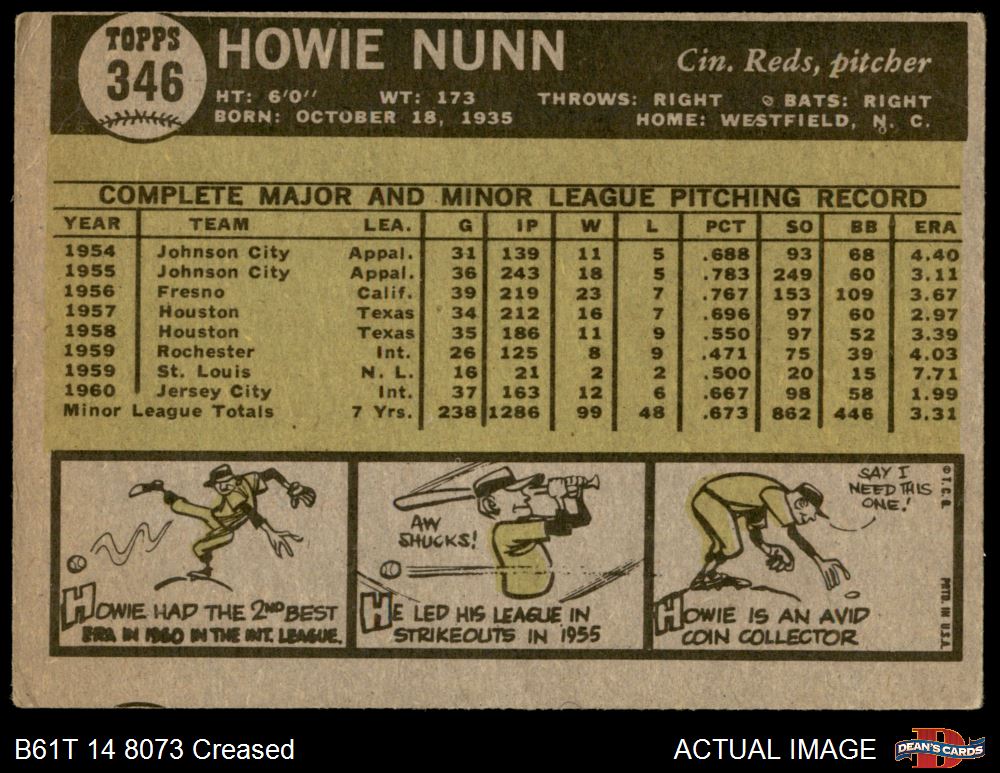 TOPPS
346
HOWIE NUNN
Cin. Reds, pitcher
HT: 6'0" WT: 173 THROWS: RIGHT BATS: RIGHT
BORN: OCTOBER 18, 1935 HOME: WESTFIELD, N. C.
COMPLETE MAJOR AND MINOR LEAGUE PITCHING RECORD
YEAR TEAM LEA. G IP W L PCT SO BB ERA
1954 Johnson City Appal. 31 139 11 5 .688 93 68 4.40
1955 Johnson City Appal. 36 243 18 5 .783 249 60 3.11
1956 Fresno Calif. 39 219 23 7 .767 153 109 3.67
1957 Houston Texas 34 212 16 7 .696 97 60 2.97
1958 Houston Texas 35 186 11 9 .550 97 52 3.39
1959 Rochester Int. 26 125 8 9 .471 75 39 4.03
1959 St. Louis N. L. 16 21 2 2 .500 20 15 7.71
1960 Jersey City Int. 37 163 12 6 .667 98 58 1.99
Minor League Totals 7 Yrs. 238 1286 99 48 .673 862 446 3.31
HOWIE HAD THE 2ND BEST
ERA IN 1960 IN THE INT. LEAGUE.
AW
SHUCKS!
HE LED HIS LEAGUE IN
STRIKEOUTS IN 1955
SAY I
NEED THIS
ONE!
HOWIE IS AN AVID
COIN COLLECTOR
© T. C. G.
PRTD. IN U.S.A.
B61T 14 8073 Creased
ACTUAL IMAGE
DEAN'S CARDS